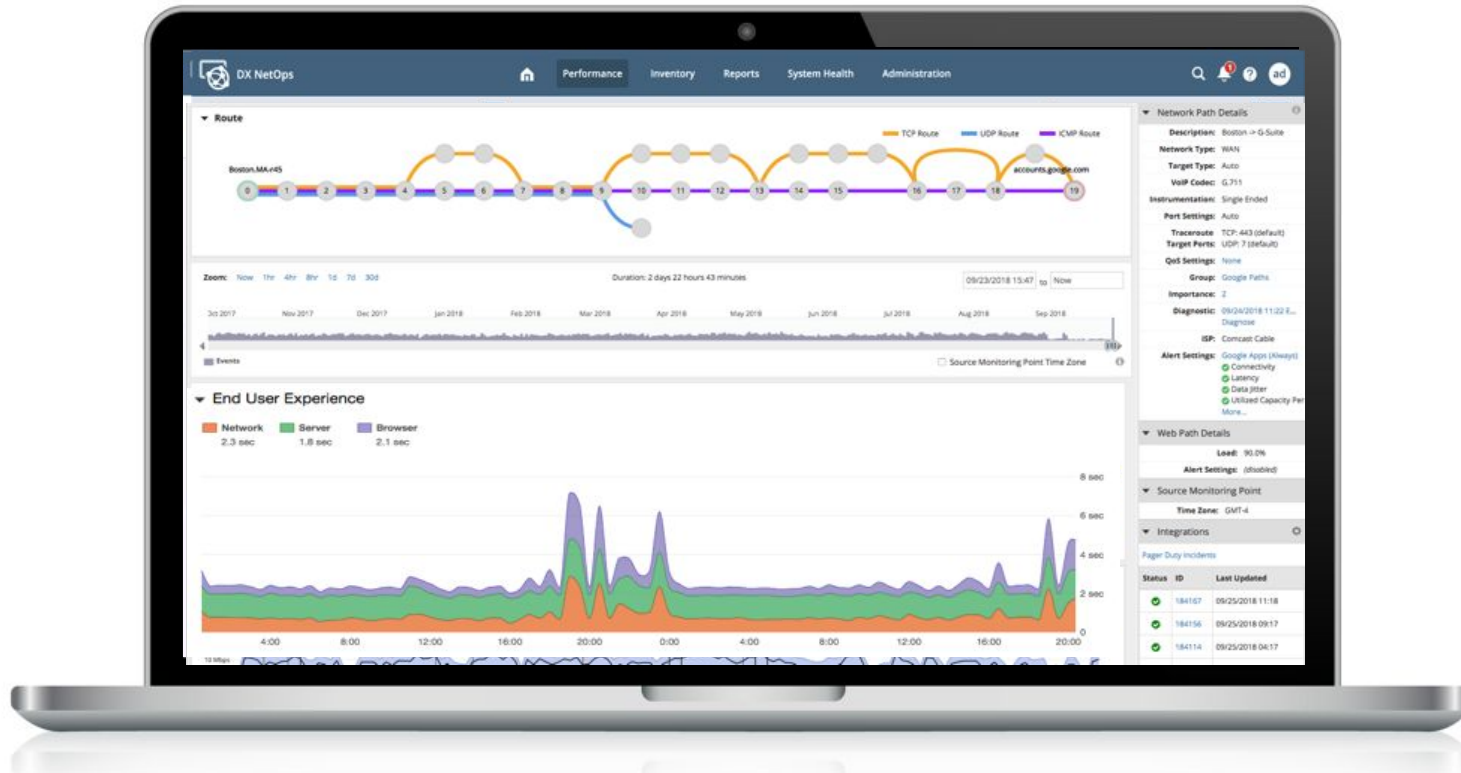 DX NetOps
Performance
Inventory
Reports
System Health
Administration
1
?
ad
Route
TCP Route
UDP Route
ICMP Route
Boston.MA-r45
accounts.google.com
0 1 2 3 4 5 6 7 8 9 10 11 12 13 14 15 16 17 18 19
Zoom: Now 1hr 4hr 8hr 1d 7d 30d
Duration: 2 days 22 hours 43 minutes
09/23/2018 15:47 to Now
Oct 2017 Nov 2017 Dec 2017 Jan 2018 Feb 2018 Mar 2018 Apr 2018 May 2018 Jun 2018 Jul 2018 Aug 2018 Sep 2018
Events
Source Monitoring Point Time Zone
End User Experience
Network Server Browser
2.3 sec 1.8 sec 2.1 sec
8 sec
6 sec
4 sec
2 sec
0
4:00 8:00 12:00 16:00 20:00 0:00 4:00 8:00 12:00 16:00 20:00
10 Mbps
Network Path Details
Description: Boston -> G-Suite
Network Type: WAN
Target Type: Auto
VoIP Codec: G.711
Instrumentation: Single Ended
Port Settings: Auto
Traceroute TCP: 443 (default)
Target Ports: UDP: 7 (default)
QoS Settings: None
Group: Google Paths
Importance: 2
Diagnostic: 09/24/2018 11:22 E...
Diagnose
ISP: Comcast Cable
Alert Settings: Google Apps (Always)
Connectivity
Latency
Data Jitter
Utilized Capacity Per
More...
Web Path Details
Load: 90.0%
Alert Settings: (disabled)
Source Monitoring Point
Time Zone: GMT-4
Integrations
Pager Duty Incidents
Status ID Last Updated
184167 09/25/2018 11:18
184156 09/25/2018 09:17
184114 09/25/2018 04:17